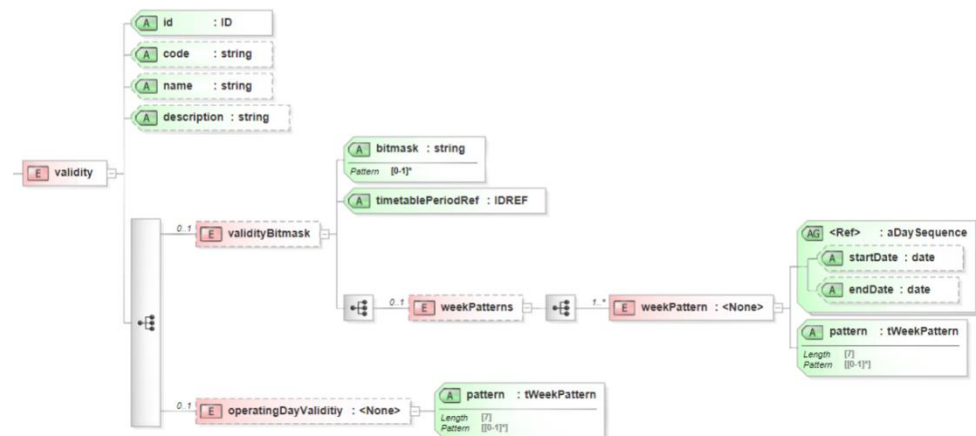 A id : ID
A code : string
A name : string
A description : string
E validity
A bitmask : string
Pattern [0-1]*
A timetablePeriodRef : IDREF
0..1 E validityBitmask
AG <Ref> : aDaySequence
A startDate : date
A endDate : date
0..1 E weekPatterns
1..* E weekPattern : <None>
A pattern : tWeekPattern
Length [7]
Pattern [[0-1]*]
0..1 E operatingDayValiditiy : <None>
A pattern : tWeekPattern
Length [7]
Pattern [[0-1]*]